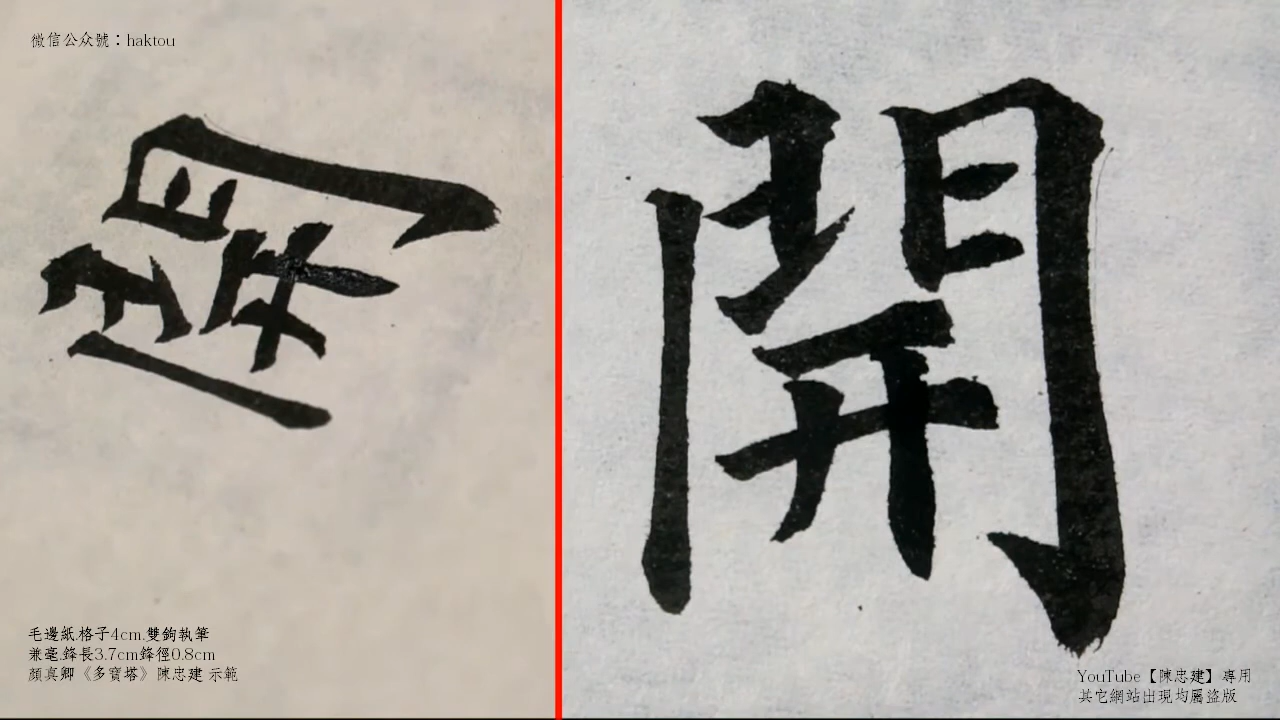 微信公众號：haktou
開
開
毛邊紙.格子4cm.雙鉤執筆
兼毫.鋒長3.7cm鋒徑0.8cm
顔真卿《多寶塔》陳忠建 示範
YouTube【陳忠建】專用
其它網站出現均屬盜版